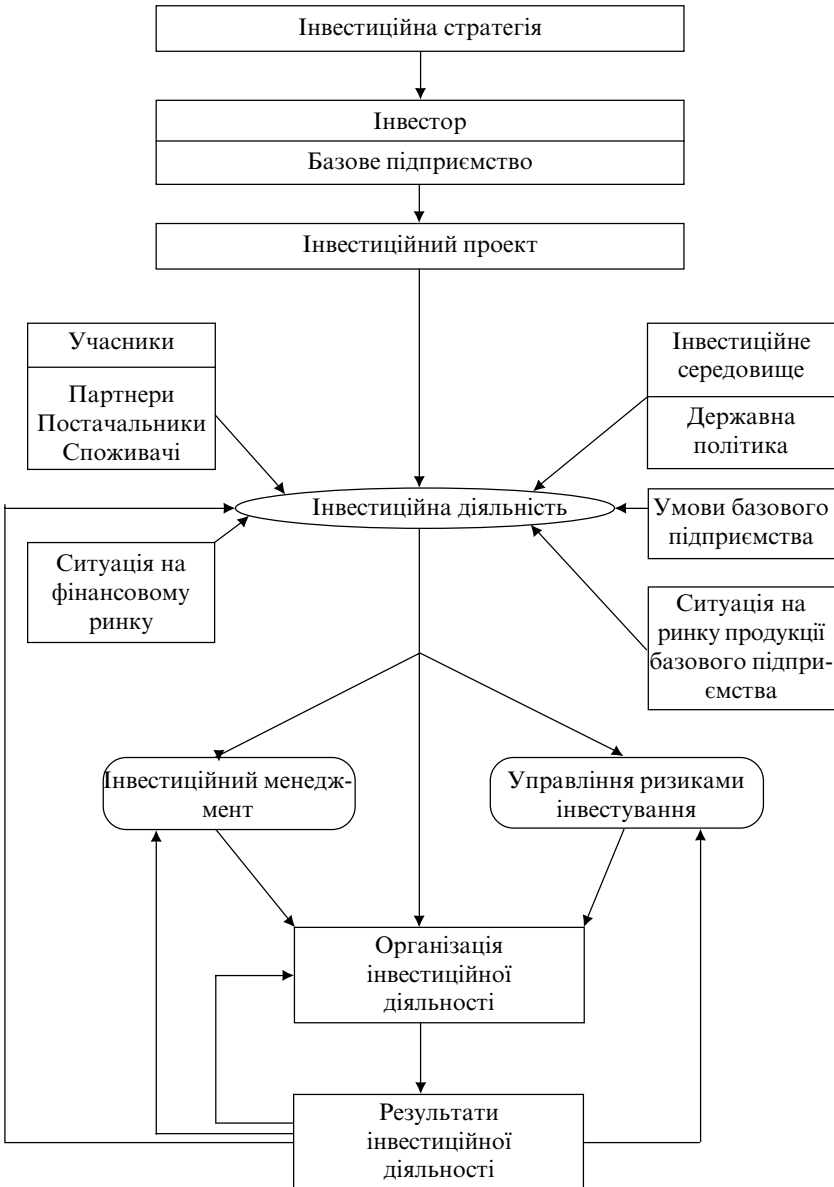 Інвестиційна стратегія
Інвестор
Базове підприємство
Інвестиційний проект
Учасники
Партнери
Постачальники
Споживачі
Інвестиційне
середовище
Державна
політика
Інвестиційна діяльність
Умови базового
підприємства
Ситуація на
фінансовому
ринку
Ситуація на
ринку продукції
базового підпри-
ємства
Інвестиційний менедж-
мент
Управління ризиками
інвестування
Організація
інвестиційної
діяльності
Результати
інвестиційної
діяльності